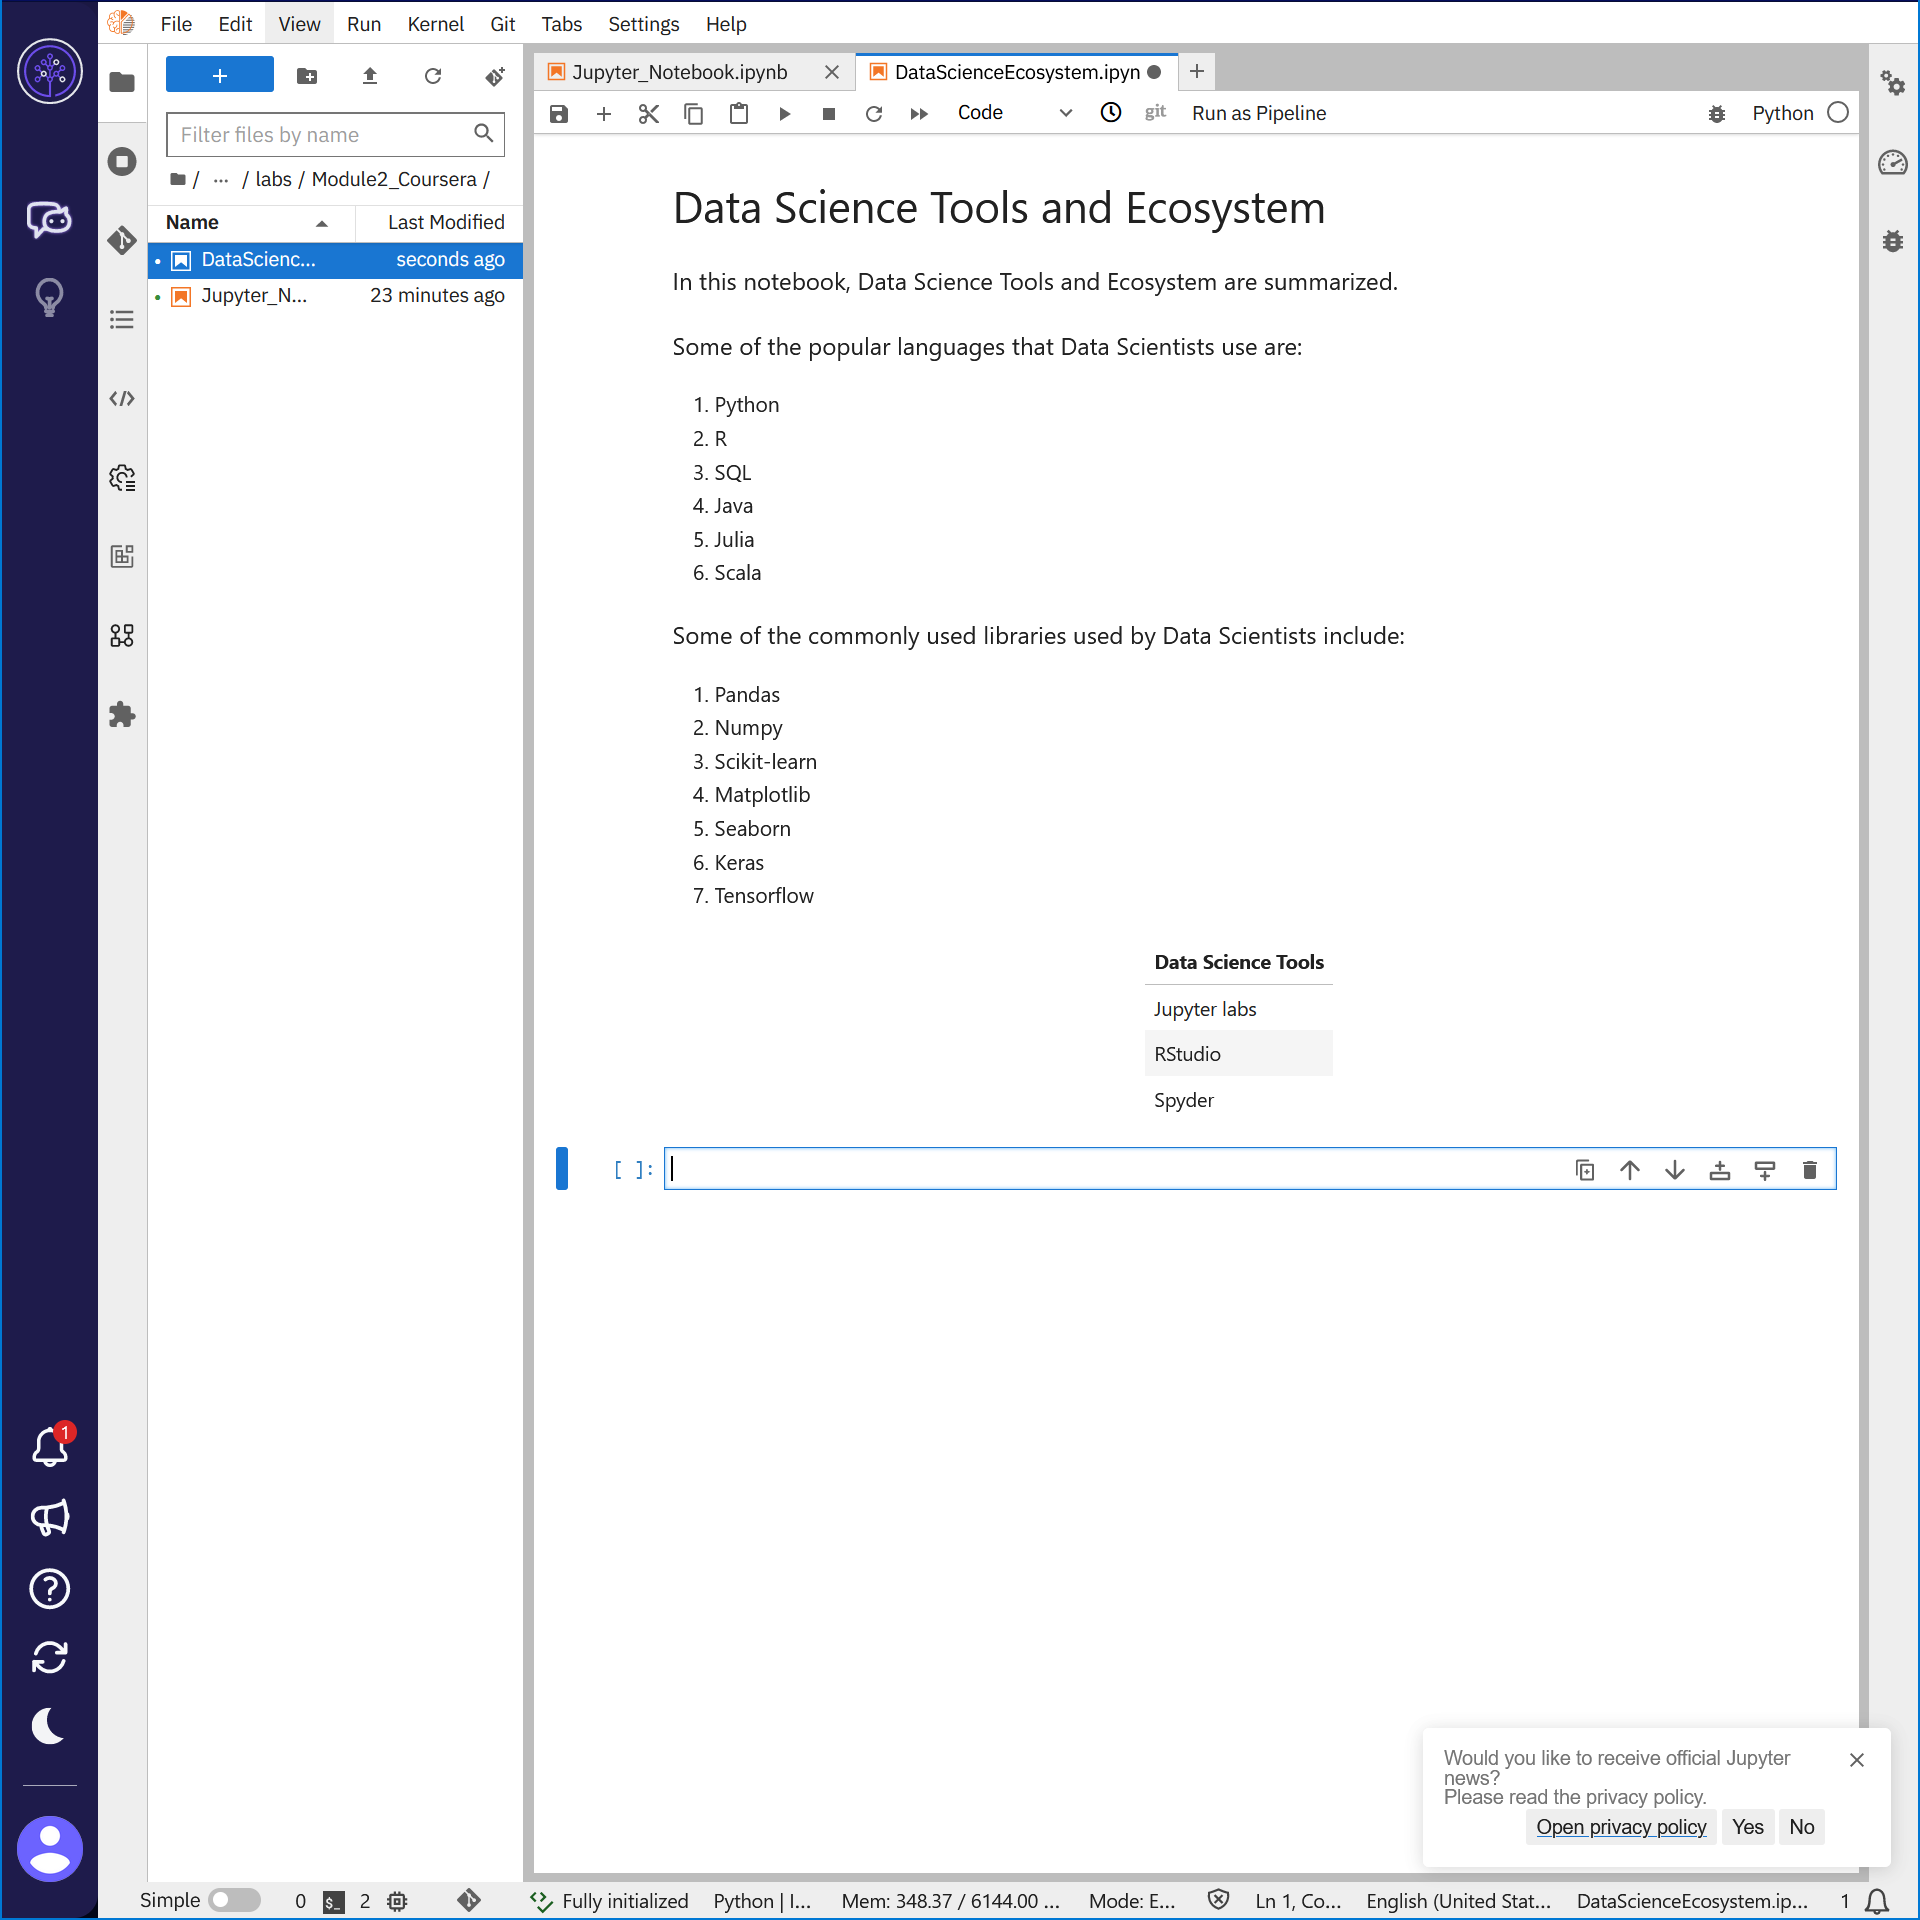 File Edit View Run Kernel Git Tabs Settings Help
+
Filter files by name
/ ... / labs / Module2_Coursera /
Name Last Modified
DataScienc... seconds ago
Jupyter_N... 23 minutes ago
Jupyter_Notebook.ipynb
DataScienceEcosystem.ipyn
Code git Run as Pipeline Python
Data Science Tools and Ecosystem
In this notebook, Data Science Tools and Ecosystem are summarized.
Some of the popular languages that Data Scientists use are:
1. Python
2. R
3. SQL
4. Java
5. Julia
6. Scala
Some of the commonly used libraries used by Data Scientists include:
1. Pandas
2. Numpy
3. Scikit-learn
4. Matplotlib
5. Seaborn
6. Keras
7. Tensorflow
Data Science Tools
Jupyter labs
RStudio
Spyder
[ ]:
1
Would you like to receive official Jupyter
news?
Please read the privacy policy.
Open privacy policy Yes No
Simple 0 $_ 2 Fully initialized Python | I... Mem: 348.37 / 6144.00 ... Mode: E... Ln 1, Co... English (United Stat... DataScienceEcosystem.ip... 1